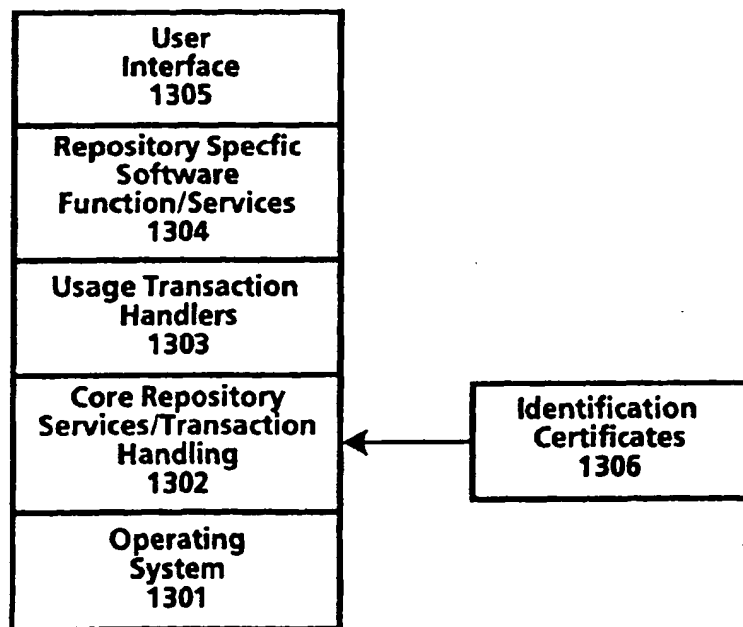 User
Interface
1305
Repository Specfic
Software
Function/Services
1304
Usage Transaction
Handlers
1303
Core Repository
Services/Transaction
Handling
1302
Identification
Certificates
1306
Operating
System
1301